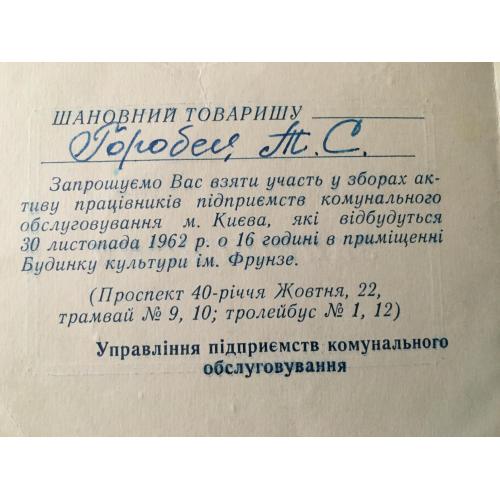 ШАНОВНИЙ ТОВАРИШУ
Горобел, Т. С.
Запрошуємо Вас взяти участь у зборах ак-
тиву працівників підприємств комунального
обслуговування м. Києва, які відбудуться
30 листопада 1962 р. о 16 годині в приміщенні
Будинку культури ім. Фрунзе.
(Проспект 40-річчя Жовтня, 22,
трамвай № 9, 10; тролейбус № 1, 12)
Управління підприємств комунального
обслуговування